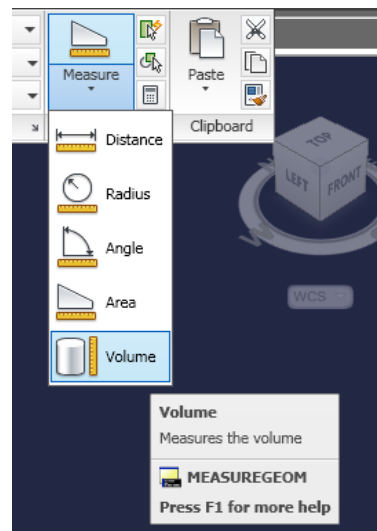 Measure
Paste
Clipboard
Distance
Radius
Angle
Area
Volume
TOP
LEFT
FRONT
W
WCS
Volume
Measures the volume
MEASUREGEOM
Press F1 for more help